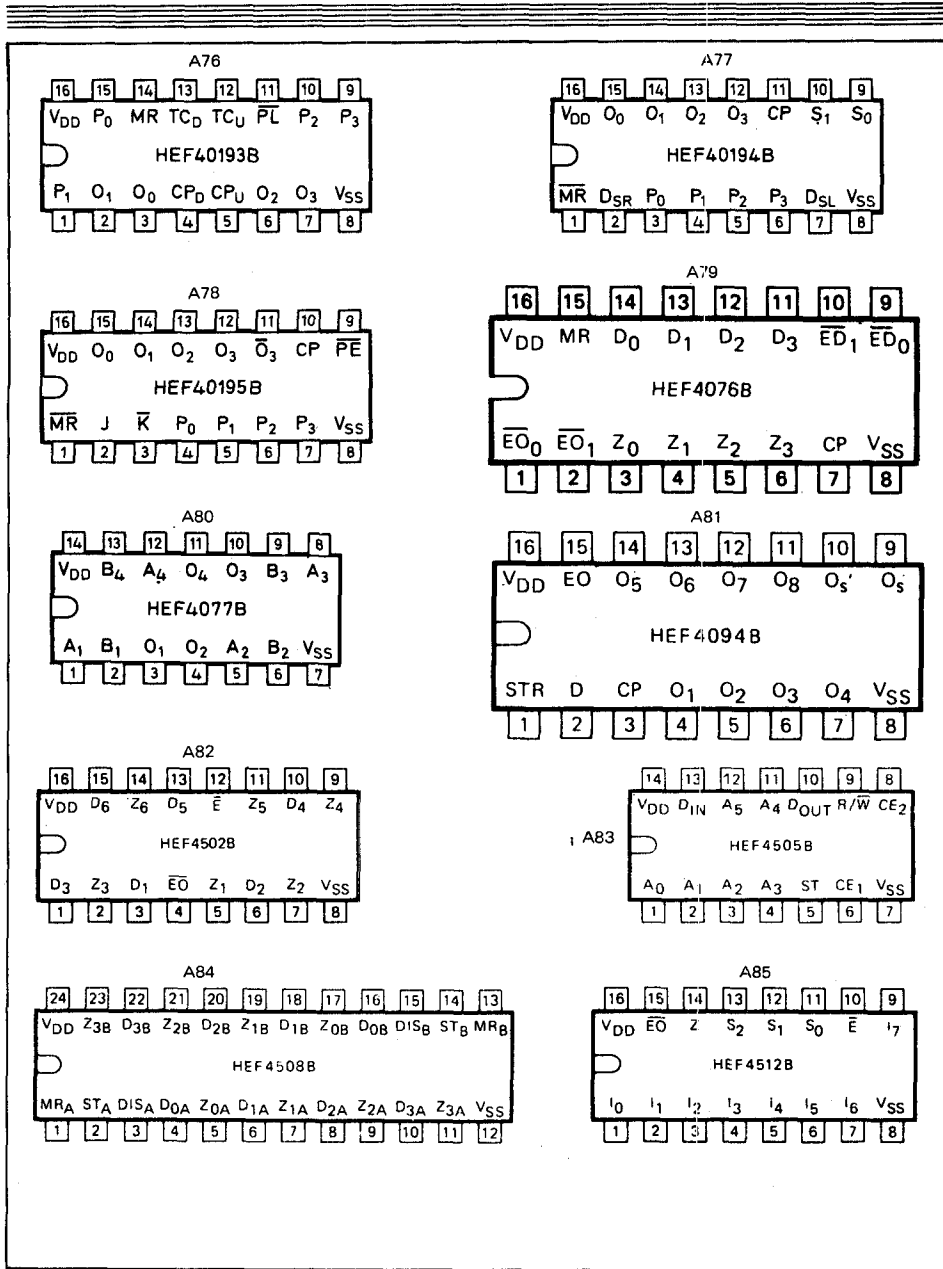 A76
16 15 14 13 12 11 10 9
VDD P0 MR TCD TCU P̅L̅ P2 P3
HEF40193B
P1 O1 O0 CPD CPU O2 O3 VSS
1 2 3 4 5 6 7 8
A77
16 15 14 13 12 11 10 9
VDD O0 O1 O2 O3 CP S1 S0
HEF40194B
M̅R̅ DSR P0 P1 P2 P3 DSL VSS
1 2 3 4 5 6 7 8
A78
16 15 14 13 12 11 10 9
VDD O0 O1 O2 O3 O̅3 CP P̅E̅
HEF40195B
M̅R̅ J K̅ P0 P1 P2 P3 VSS
1 2 3 4 5 6 7 8
A79
16 15 14 13 12 11 10 9
VDD MR D0 D1 D2 D3 E̅D̅1 E̅D̅0
HEF4076B
E̅O̅0 E̅O̅1 Z0 Z1 Z2 Z3 CP VSS
1 2 3 4 5 6 7 8
A80
14 13 12 11 10 9 8
VDD B4 A4 O4 O3 B3 A3
HEF4077B
A1 B1 O1 O2 A2 B2 VSS
1 2 3 4 5 6 7
A81
16 15 14 13 12 11 10 9
VDD EO O5 O6 O7 O8 Os' Os
HEF4094B
STR D CP O1 O2 O3 O4 VSS
1 2 3 4 5 6 7 8
A82
16 15 14 13 12 11 10 9
VDD D6 Z6 D5 E̅ Z5 D4 Z4
HEF4502B
D3 Z3 D1 E̅O̅ Z1 D2 Z2 VSS
1 2 3 4 5 6 7 8
A83
14 13 12 11 10 9 8
VDD DIN A5 A4 DOUT R/W̅ CE2
HEF4505B
A0 A1 A2 A3 ST CE1 VSS
1 2 3 4 5 6 7
A84
24 23 22 21 20 19 18 17 16 15 14 13
VDD Z3B D3B Z2B D2B Z1B D1B Z0B D0B DISB STB MRB
HEF4508B
MRA STA DISA D0A Z0A D1A Z1A D2A Z2A D3A Z3A VSS
1 2 3 4 5 6 7 8 9 10 11 12
A85
16 15 14 13 12 11 10 9
VDD E̅O̅ Z S2 S1 S0 E̅ I7
HEF4512B
I0 I1 I2 I3 I4 I5 I6 VSS
1 2 3 4 5 6 7 8